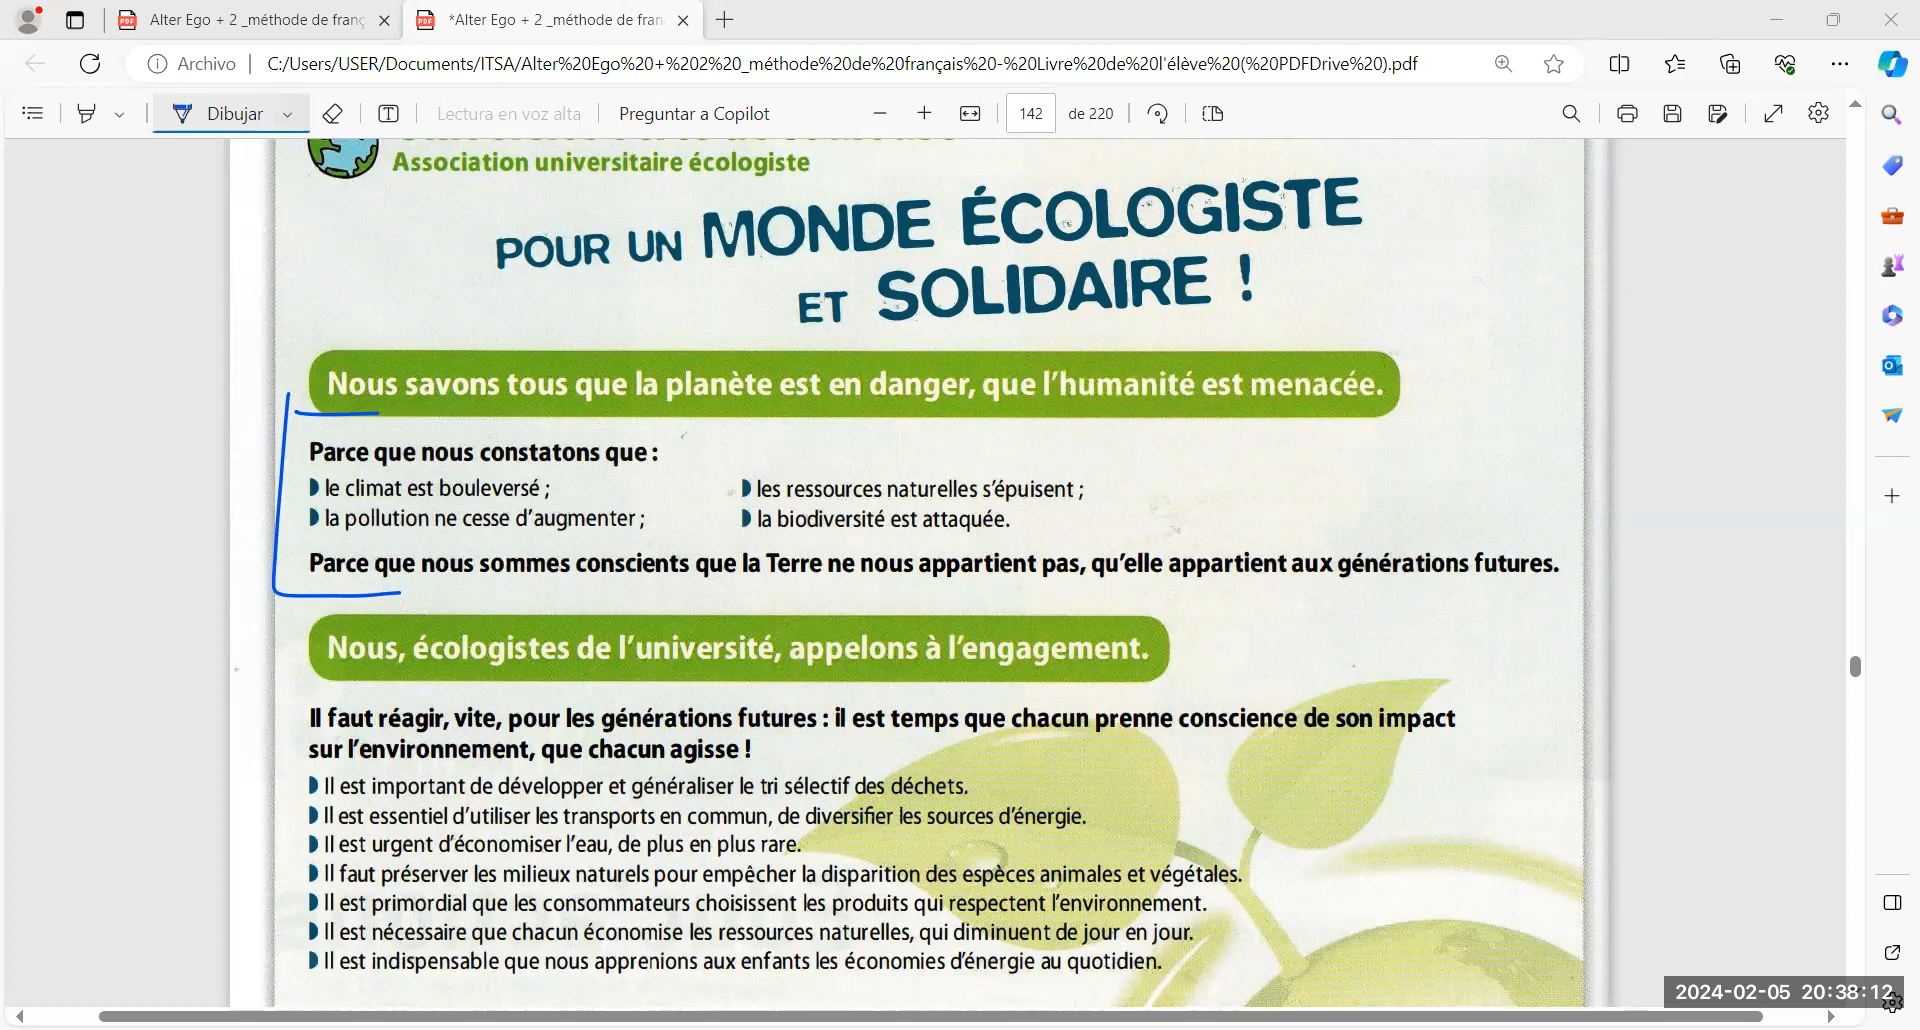 Alter Ego + 2 _méthode de franç
*Alter Ego + 2 _méthode de fran
Archivo
C:/Users/USER/Documents/ITSA/Alter%20Ego%20+%202%20_méthode%20de%20français%20-%20Livre%20de%20l'élève%20(%20PDFDrive%20).pdf
Dibujar
Lectura en voz alta
Preguntar a Copilot
142 de 220
Association universitaire écologiste
POUR UN MONDE ÉCOLOGISTE
ET SOLIDAIRE !
Nous savons tous que la planète est en danger, que l'humanité est menacée.
Parce que nous constatons que :
le climat est bouleversé ;
les ressources naturelles s'épuisent ;
la pollution ne cesse d'augmenter ;
la biodiversité est attaquée.
Parce que nous sommes conscients que la Terre ne nous appartient pas, qu'elle appartient aux générations futures.
Nous, écologistes de l'université, appelons à l'engagement.
Il faut réagir, vite, pour les générations futures : il est temps que chacun prenne conscience de son impact
sur l'environnement, que chacun agisse !
Il est important de développer et généraliser le tri sélectif des déchets.
Il est essentiel d'utiliser les transports en commun, de diversifier les sources d'énergie.
Il est urgent d'économiser l'eau, de plus en plus rare.
Il faut préserver les milieux naturels pour empêcher la disparition des espèces animales et végétales.
Il est primordial que les consommateurs choisissent les produits qui respectent l'environnement.
Il est nécessaire que chacun économise les ressources naturelles, qui diminuent de jour en jour.
Il est indispensable que nous apprenions aux enfants les économies d'énergie au quotidien.
2024-02-05 20:38:12